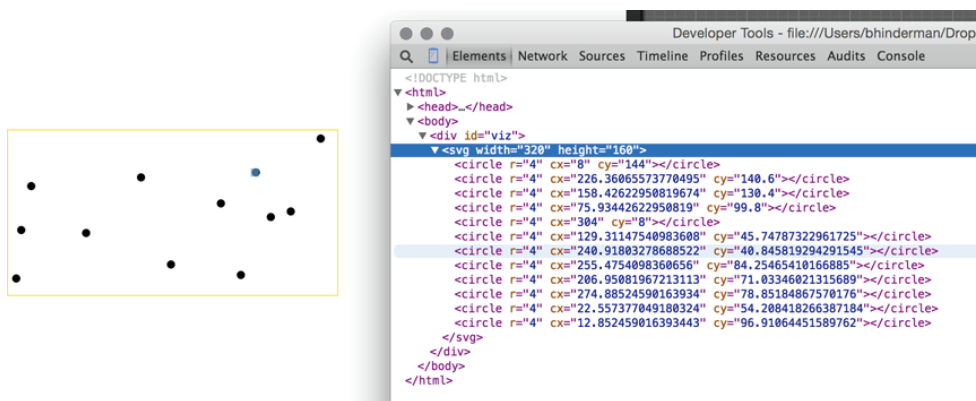 Developer Tools - file:///Users/bhinderman/Drop
Elements Network Sources Timeline Profiles Resources Audits Console
<!DOCTYPE html>
<html>
<head>…</head>
<body>
<div id="viz">
<svg width="320" height="160">
<circle r="4" cx="8" cy="144"></circle>
<circle r="4" cx="226.36065573770495" cy="140.6"></circle>
<circle r="4" cx="158.42622950819674" cy="130.4"></circle>
<circle r="4" cx="75.93442622950819" cy="99.8"></circle>
<circle r="4" cx="304" cy="8"></circle>
<circle r="4" cx="129.31147540983608" cy="45.74787322961725"></circle>
<circle r="4" cx="240.91803278688522" cy="40.845819294291545"></circle>
<circle r="4" cx="255.4754098360656" cy="84.25465410166885"></circle>
<circle r="4" cx="206.95081967213113" cy="71.03346021315689"></circle>
<circle r="4" cx="274.88524590163934" cy="78.85184867570176"></circle>
<circle r="4" cx="22.557377049180324" cy="54.208418266387184"></circle>
<circle r="4" cx="12.852459016393443" cy="96.91064451589762"></circle>
</svg>
</div>
</body>
</html>